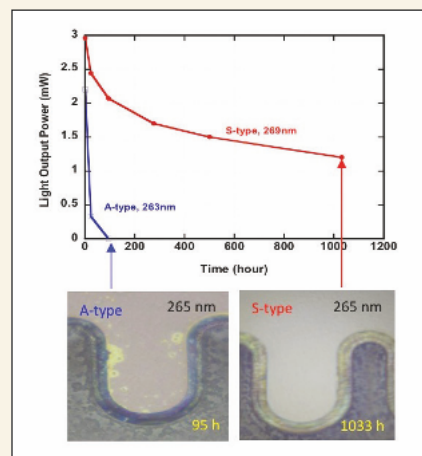 3
2.5
2
1.5
1
0.5
0
Light Output Power (mW)
S-type, 269nm
A-type, 263nm
0 200 400 600 800 1000 1200
Time (hour)
A-type 265 nm
95 h
S-type 265 nm
1033 h